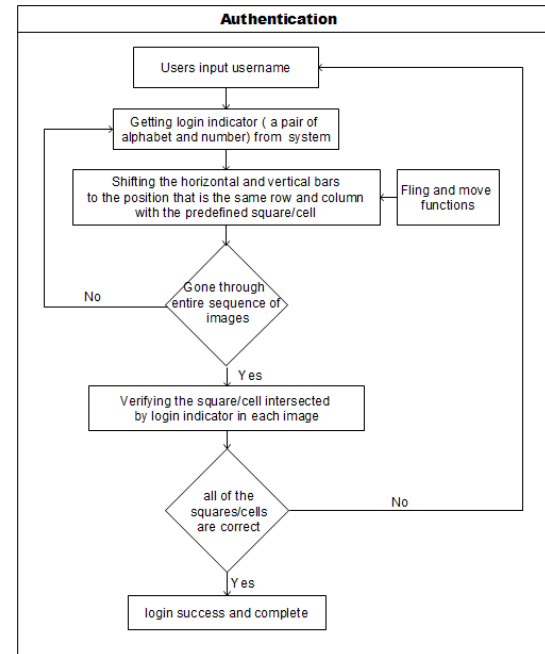 Authentication
Users input username
Getting login indicator ( a pair of
alphabet and number) from system
Shifting the horizontal and vertical bars
to the position that is the same row and column
with the predefined square/cell
Fling and move
functions
Gone through
entire sequence of
images
No
Yes
Verifying the square/cell intersected
by login indicator in each image
all of the
squares/cells
are correct
No
Yes
login success and complete